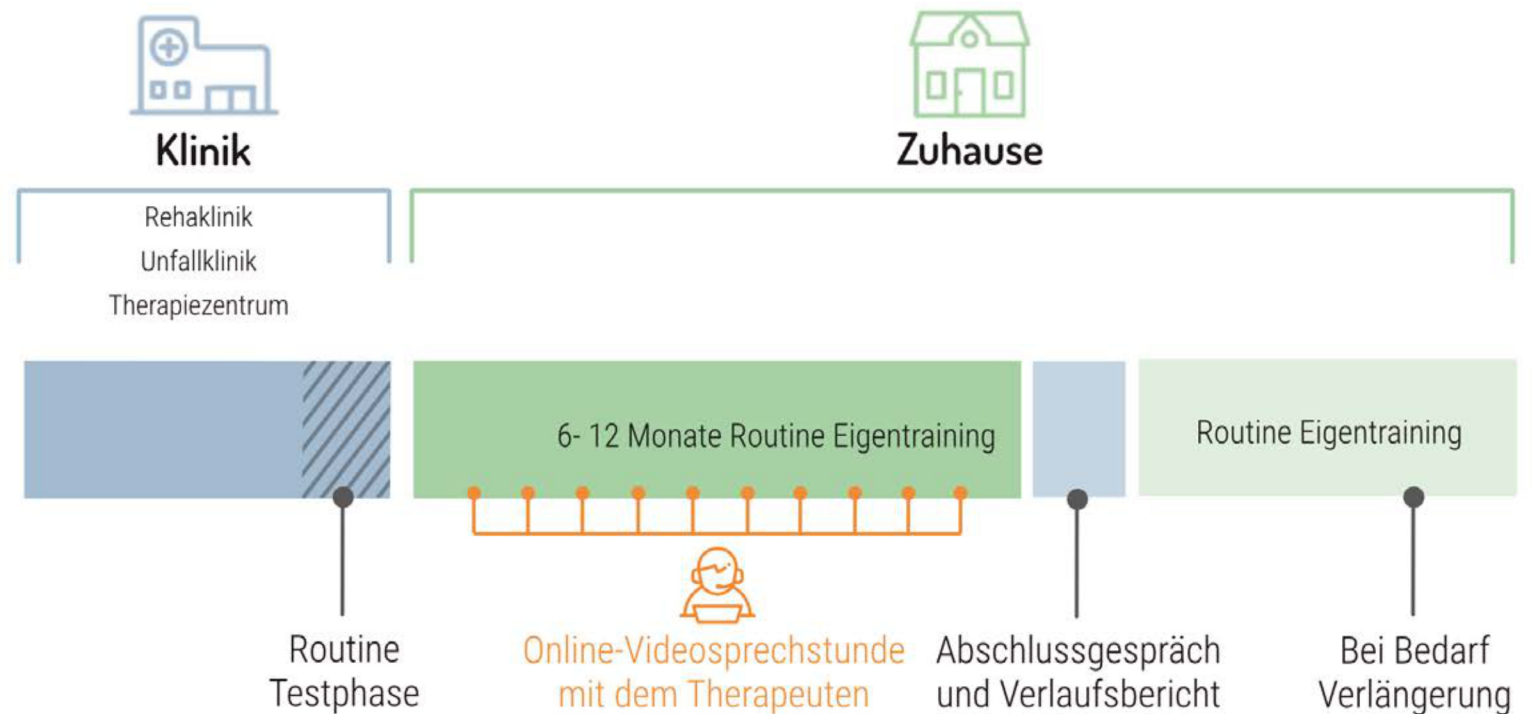 Klinik
Zuhause
Rehaklinik
Unfallklinik
Therapiezentrum
6- 12 Monate Routine Eigentraining
Routine Eigentraining
Routine
Testphase
Online-Videosprechstunde
mit dem Therapeuten
Abschlussgespräch
und Verlaufsbericht
Bei Bedarf
Verlängerung